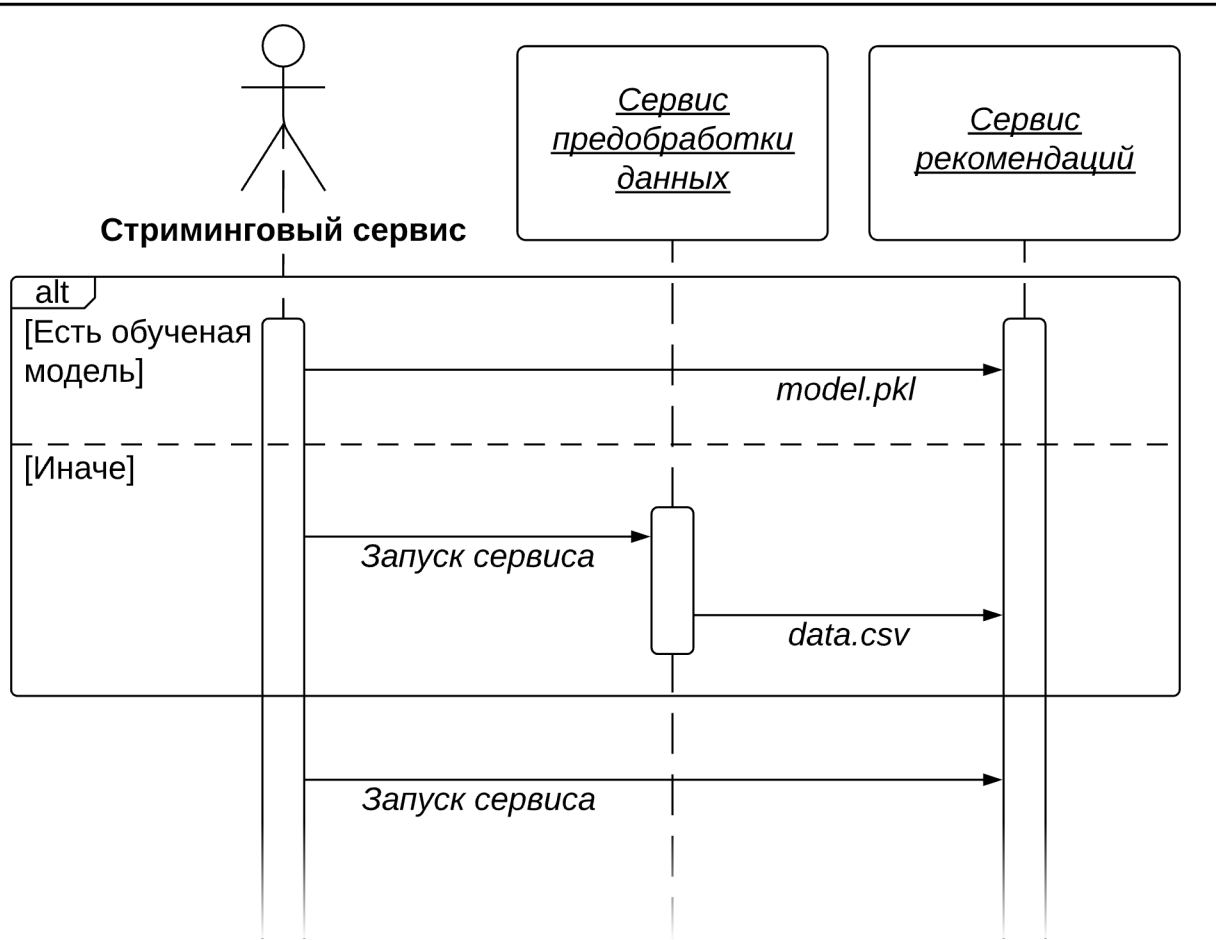 Стриминговый сервис
Сервис
предобработки
данных
Сервис
рекомендаций
alt
[Есть обученая
модель]
model.pkl
[Иначе]
Запуск сервиса
data.csv
Запуск сервиса